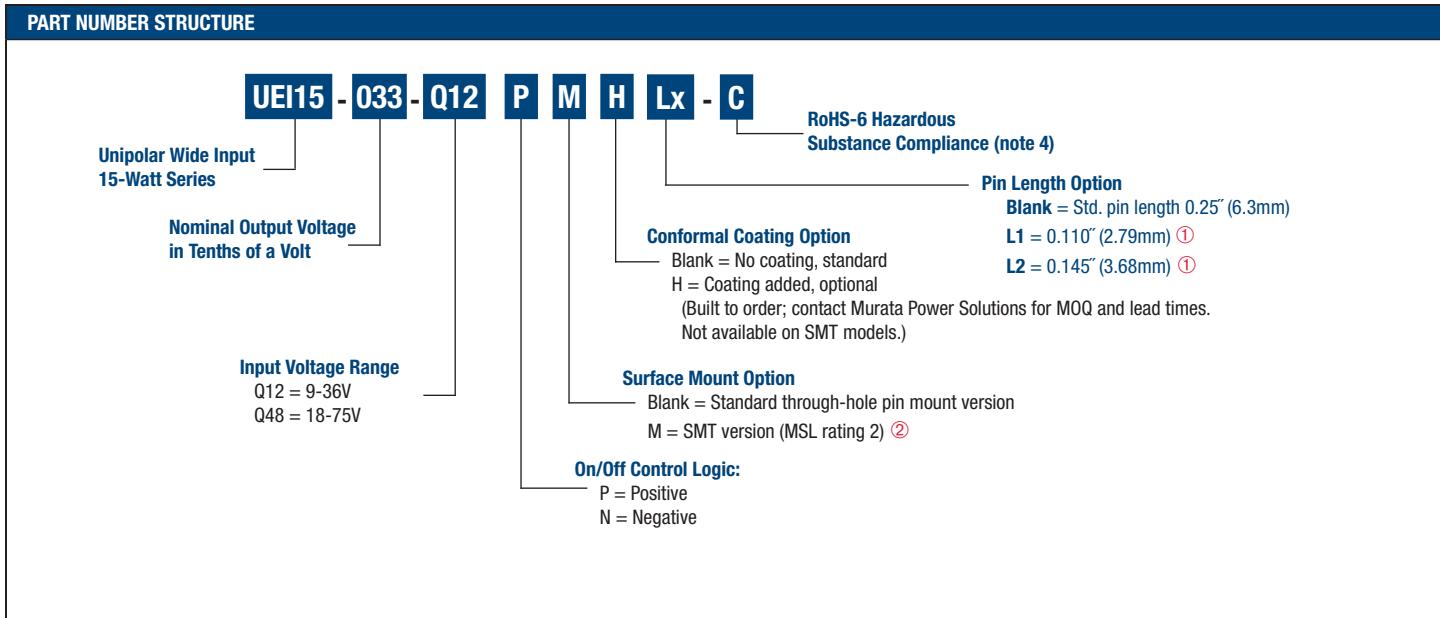 PART NUMBER STRUCTURE
UEI15 - 033 - Q12 P M H Lx - C
RoHS-6 Hazardous
Substance Compliance (note 4)
Unipolar Wide Input
15-Watt Series
Pin Length Option
Blank = Std. pin length 0.25˝ (6.3mm)
L1 = 0.110˝ (2.79mm) ①
L2 = 0.145˝ (3.68mm) ①
Nominal Output Voltage
in Tenths of a Volt
Conformal Coating Option
Blank = No coating, standard
H = Coating added, optional
(Built to order; contact Murata Power Solutions for MOQ and lead times.
Not available on SMT models.)
Input Voltage Range
Q12 = 9-36V
Q48 = 18-75V
Surface Mount Option
Blank = Standard through-hole pin mount version
M = SMT version (MSL rating 2) ②
On/Off Control Logic:
P = Positive
N = Negative